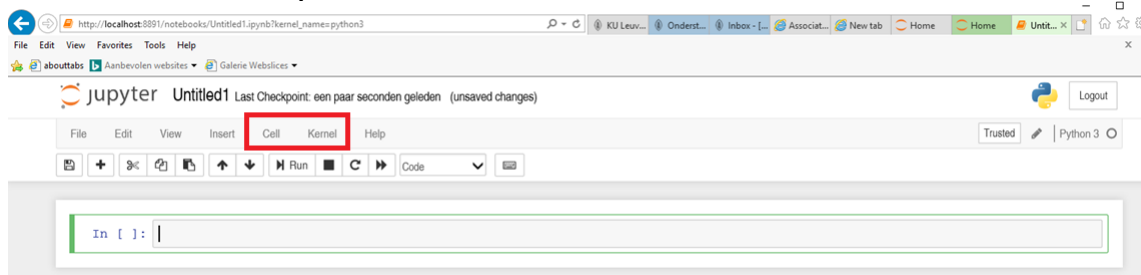 http://localhost:8891/notebooks/Untitled1.ipynb?kernel_name=python3 KU Leuv... Onderst... Inbox - [... Associat... New tab Home Home Untit...
File Edit View Favorites Tools Help
abouttabs Aanbevolen websites Galerie Webslices
jupyter Untitled1 Last Checkpoint: een paar seconden geleden (unsaved changes) Logout
File Edit View Insert Cell Kernel Help Trusted Python 3
Run Code
In [ ]: